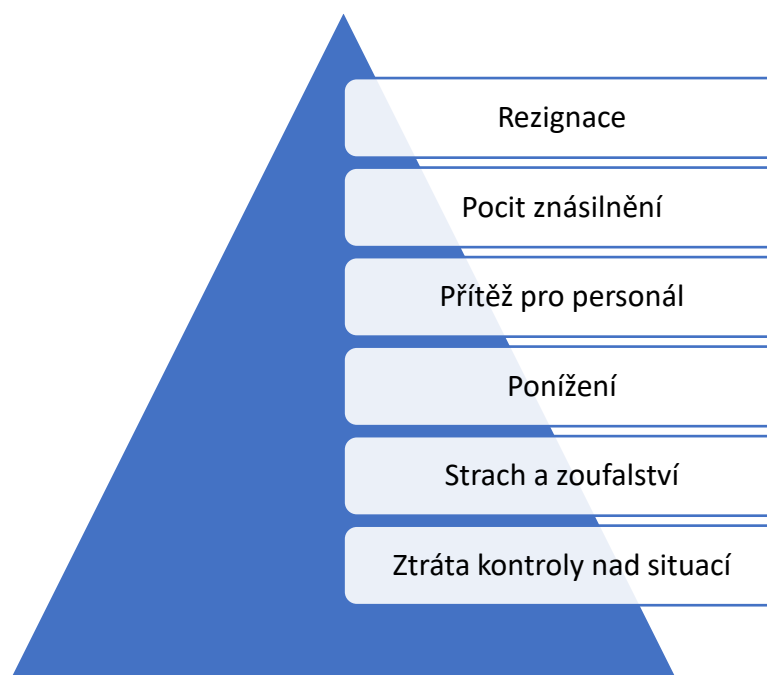 Rezignace
Pocit znásilnění
Přítěž pro personál
Ponížení
Strach a zoufalství
Ztráta kontroly nad situací